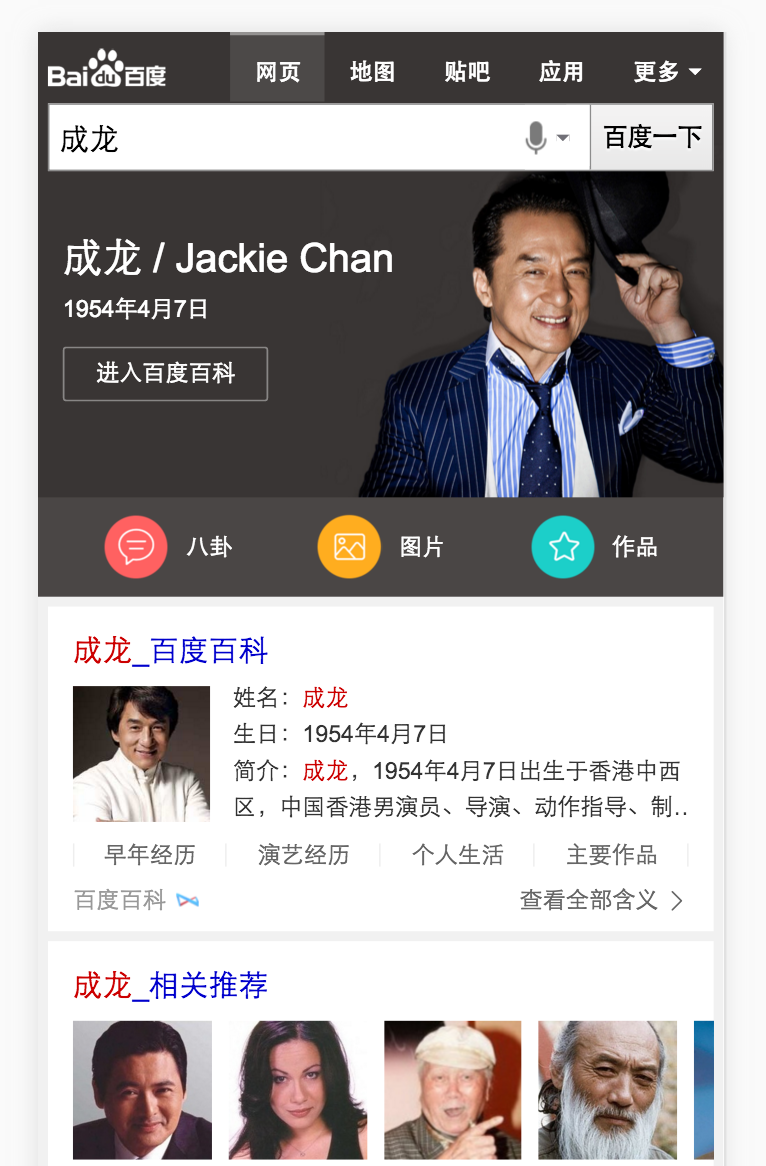 Bai du 百度
网页 地图 贴吧 应用 更多
成龙 百度一下
成龙 / Jackie Chan
1954年4月7日
进入百度百科
八卦 图片 作品
成龙_百度百科
姓名：成龙
生日：1954年4月7日
简介：成龙，1954年4月7日出生于香港中西
区，中国香港男演员、导演、动作指导、制..
早年经历 演艺经历 个人生活 主要作品
百度百科 查看全部含义
成龙_相关推荐